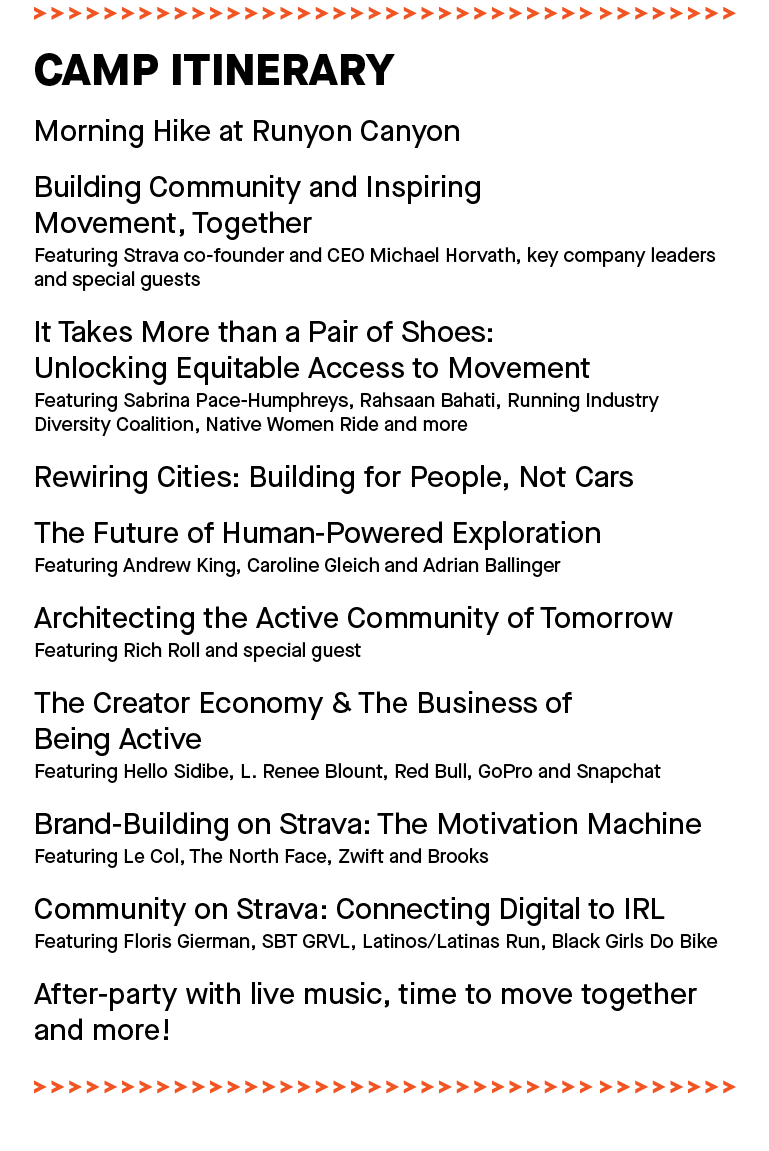 CAMP ITINERARY
Morning Hike at Runyon Canyon
Building Community and Inspiring
Movement, Together
Featuring Strava co-founder and CEO Michael Horvath, key company leaders
and special guests
It Takes More than a Pair of Shoes:
Unlocking Equitable Access to Movement
Featuring Sabrina Pace-Humphreys, Rahsaan Bahati, Running Industry
Diversity Coalition, Native Women Ride and more
Rewiring Cities: Building for People, Not Cars
The Future of Human-Powered Exploration
Featuring Andrew King, Caroline Gleich and Adrian Ballinger
Architecting the Active Community of Tomorrow
Featuring Rich Roll and special guest
The Creator Economy & The Business of
Being Active
Featuring Hello Sidibe, L. Renee Blount, Red Bull, GoPro and Snapchat
Brand-Building on Strava: The Motivation Machine
Featuring Le Col, The North Face, Zwift and Brooks
Community on Strava: Connecting Digital to IRL
Featuring Floris Gierman, SBT GRVL, Latinos/Latinas Run, Black Girls Do Bike
After-party with live music, time to move together
and more!